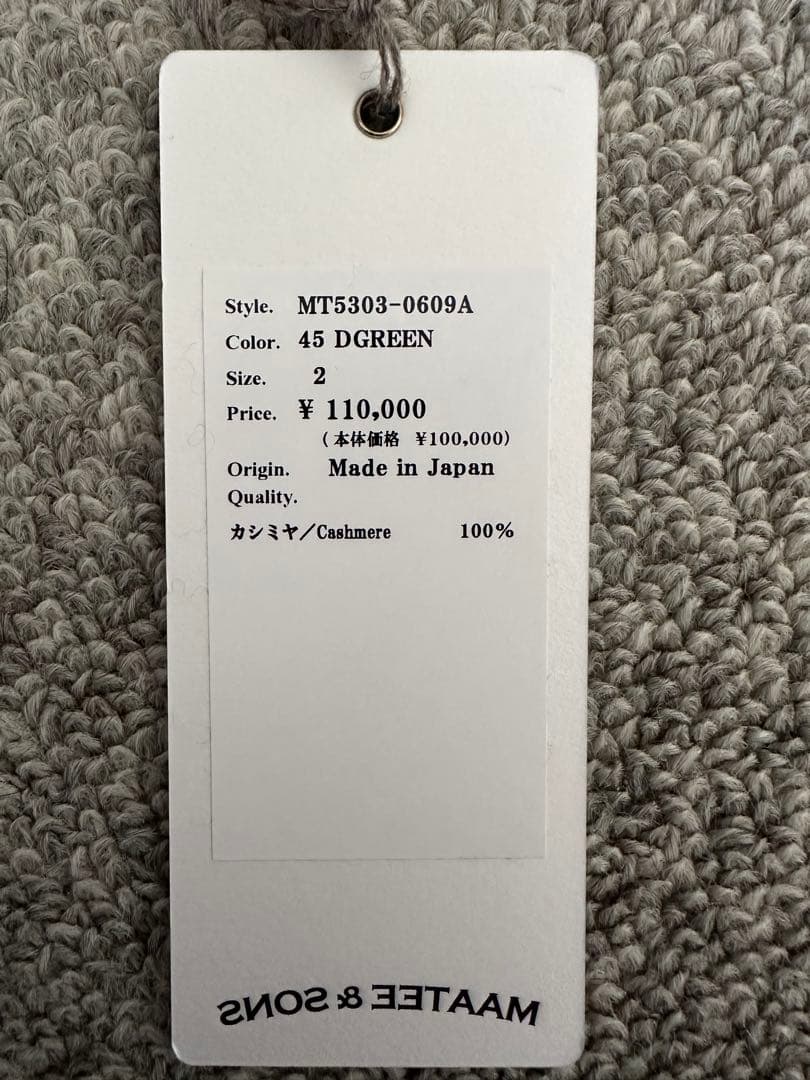 Style. MT5303-0609A
Color. 45 DGREEN
Size. 2
Price. ¥ 110,000
(本体価格 ¥100,000)
Origin. Made in Japan
Quality.
カシミヤ/Cashmere 100%
MAATEE & SONS